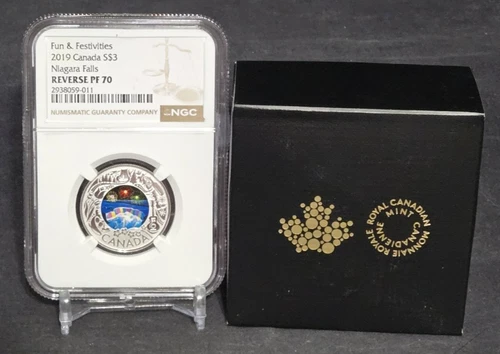 Fun & Festivities
2019 Canada S$3
Niagara Falls
REVERSE PF 70
2938059-011
NUMISMATIC GUARANTY COMPANY
NGC
CANADA
ROYAL CANADIAN
MINT
CANADIENNE
MONNAIE ROYALE